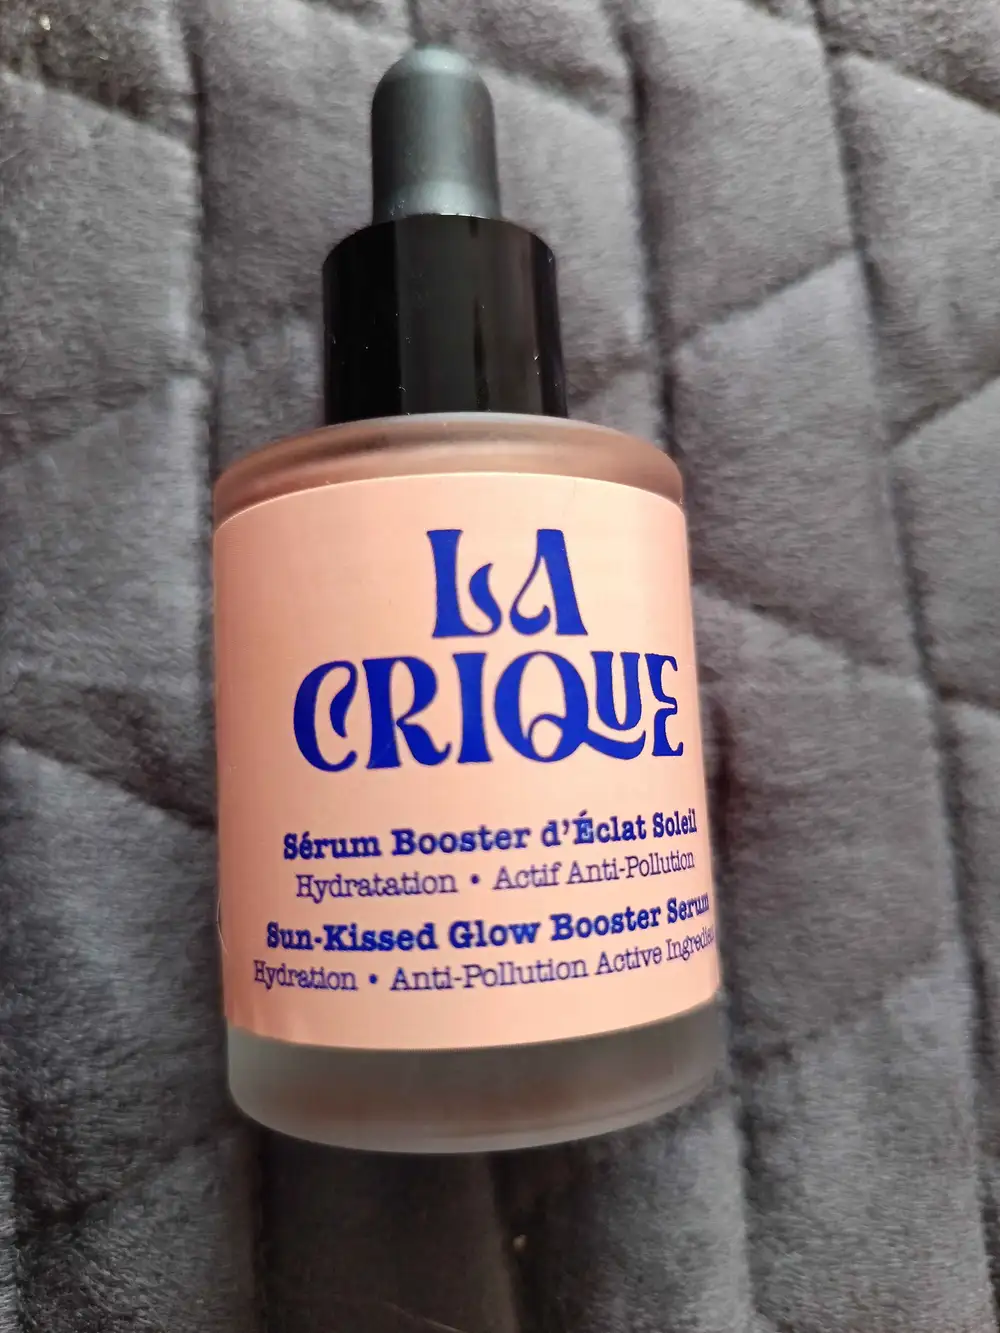 LA
CRIQUE
Sérum Booster d'Éclat Soleil
Hydratation • Actif Anti-Pollution
Sun-Kissed Glow Booster Serum
Hydration • Anti-Pollution Active